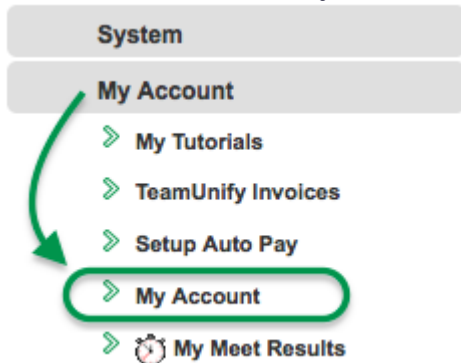 System
My Account
My Tutorials
TeamUnify Invoices
Setup Auto Pay
My Account
My Meet Results